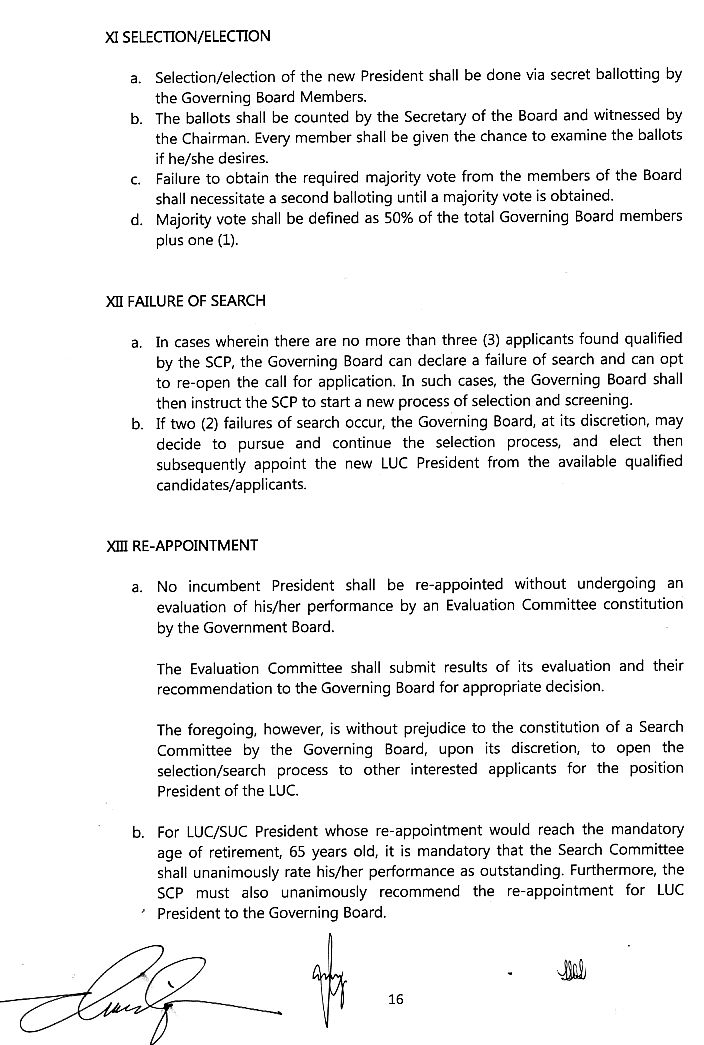 XI SELECTION/ELECTION
a. Selection/election of the new President shall be done via secret ballotting by
the Governing Board Members.
b. The ballots shall be counted by the Secretary of the Board and witnessed by
the Chairman. Every member shall be given the chance to examine the ballots
if he/she desires.
c. Failure to obtain the required majority vote from the members of the Board
shall necessitate a second balloting until a majority vote is obtained.
d. Majority vote shall be defined as 50% of the total Governing Board members
plus one (1).
XII FAILURE OF SEARCH
a. In cases wherein there are no more than three (3) applicants found qualified
by the SCP, the Governing Board can declare a failure of search and can opt
to re-open the call for application. In such cases, the Governing Board shall
then instruct the SCP to start a new process of selection and screening.
b. If two (2) failures of search occur, the Governing Board, at its discretion, may
decide to pursue and continue the selection process, and elect then
subsequently appoint the new LUC President from the available qualified
candidates/applicants.
XIII RE-APPOINTMENT
a. No incumbent President shall be re-appointed without undergoing an
evaluation of his/her performance by an Evaluation Committee constitution
by the Government Board.
The Evaluation Committee shall submit results of its evaluation and their
recommendation to the Governing Board for appropriate decision.
The foregoing, however, is without prejudice to the constitution of a Search
Committee by the Governing Board, upon its discretion, to open the
selection/search process to other interested applicants for the position
President of the LUC.
b. For LUC/SUC President whose re-appointment would reach the mandatory
age of retirement, 65 years old, it is mandatory that the Search Committee
shall unanimously rate his/her performance as outstanding. Furthermore, the
SCP must also unanimously recommend the re-appointment for LUC
President to the Governing Board.
16